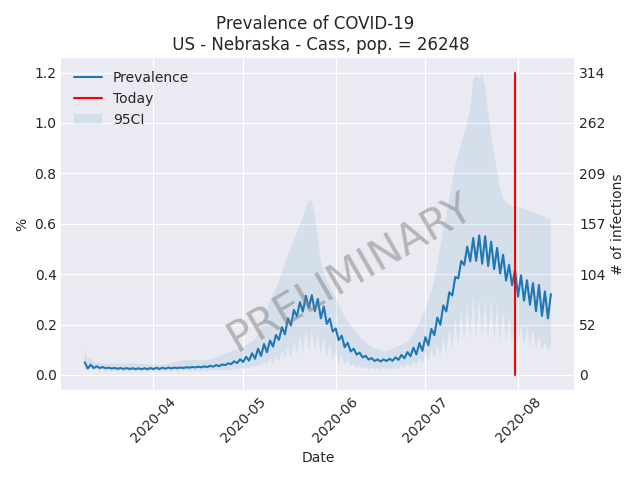 Prevalence of COVID-19
US - Nebraska - Cass, pop. = 26248
Prevalence
Today
95CI
PRELIMINARY
1.2
1.0
0.8
0.6
0.4
0.2
0.0
%
314
262
209
157
104
52
0
# of infections
2020-04
2020-05
2020-06
2020-07
2020-08
Date